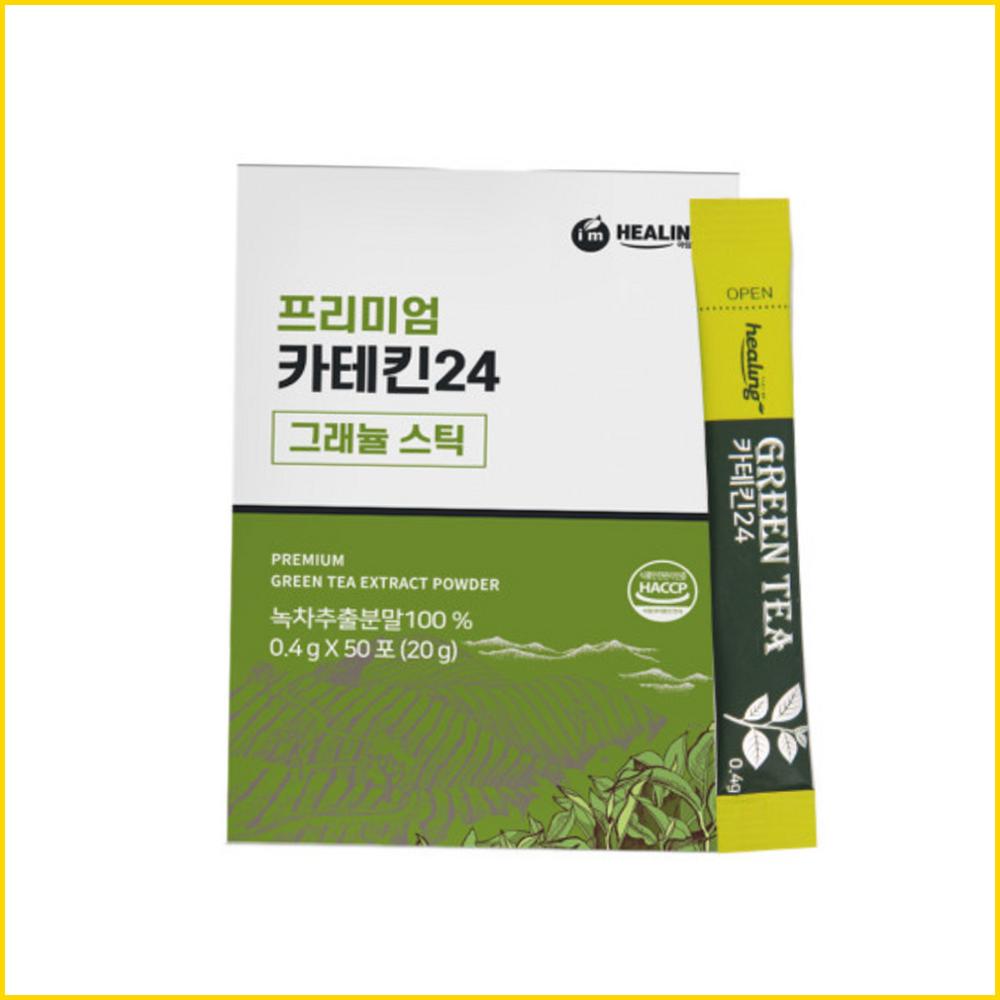 i'm HEALIN
프리미엄
카테킨24
그래뉼 스틱
PREMIUM
GREEN TEA EXTRACT POWDER
녹차추출분말100 %
0.4 g X 50 포 (20 g)
HACCP
OPEN
healing
GREEN TEA
카테킨24
0.4g